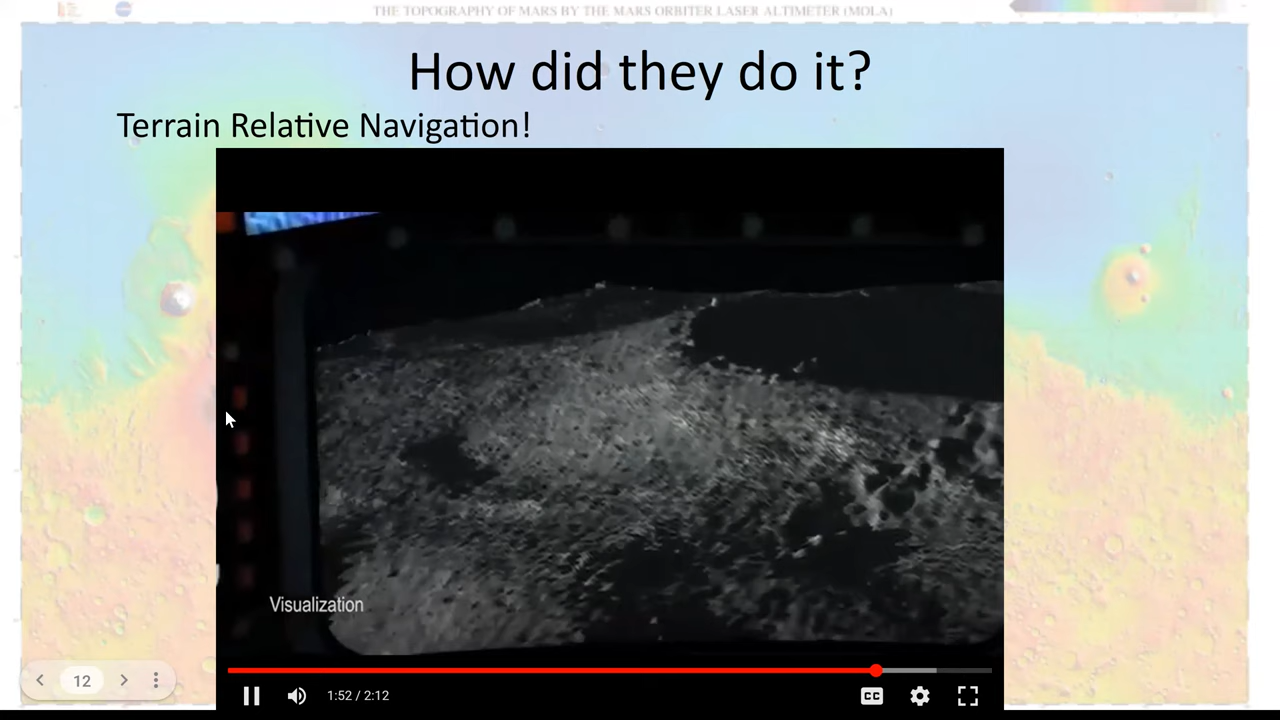 THE TOPOGRAPHY OF MARS BY THE MARS ORBITER LASER ALTIMETER (MOLA)
How did they do it?
Terrain Relative Navigation!
Visualization
12
1:52 / 2:12
CC